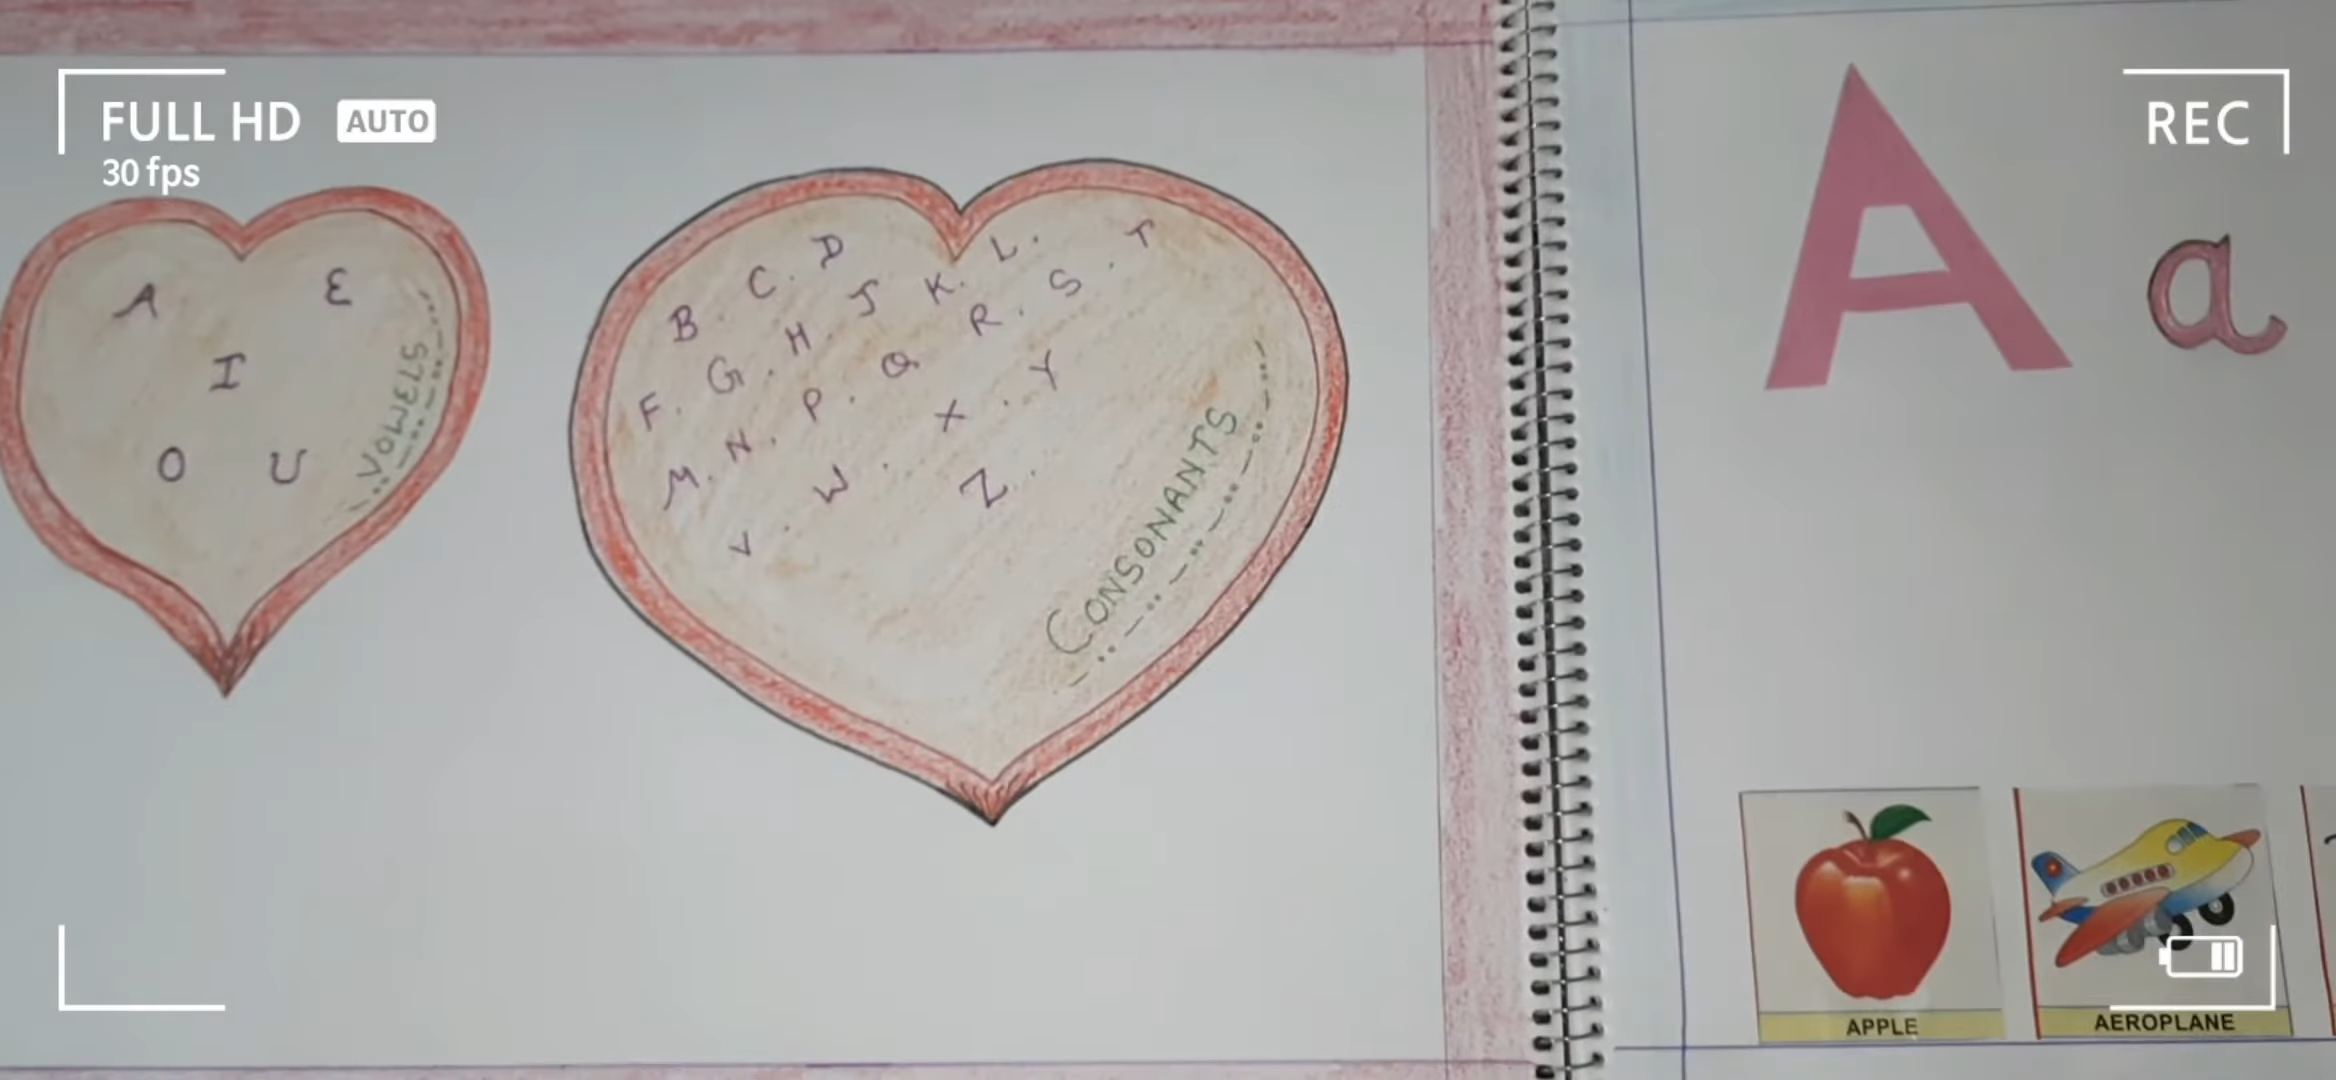 FULL HD AUTO
30 fps
REC
A E
I
O U
VOWELS
B. C. D
F. G. H. J K. L.
M. N. P. Q R. S. T
V. W. X. Y
Z.
CONSONANTS
A a
APPLE
AEROPLANE